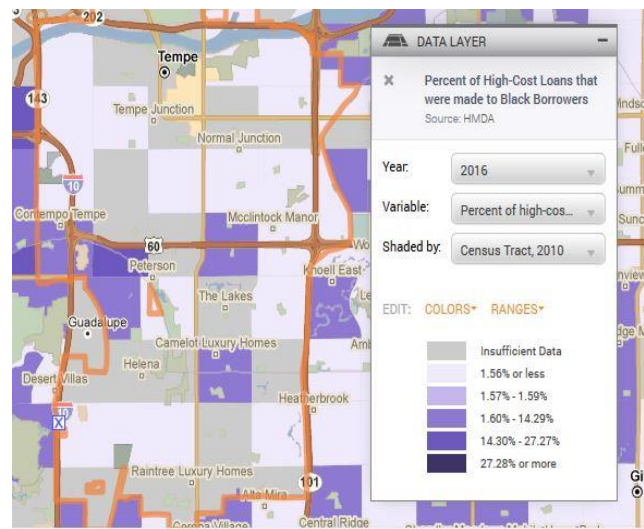 202
Tempe
143
Tempe Junction
Normal Junction
10
Contempo Tempe
Mcclintock Manor
60
Peterson
Knoell East
The Lakes
Guadalupe
Camelot Luxury Homes
Helena
Desert Villas
Heatherbrook
10
X
Raintree Luxury Homes
101
Alta Mira
Central Ridge
DATA LAYER
Percent of High-Cost Loans that
were made to Black Borrowers
Source: HMDA
Year:
2016
Variable:
Percent of high-cos...
Shaded by:
Census Tract, 2010
EDIT: COLORS RANGES
Insufficient Data
1.56% or less
1.57% - 1.59%
1.60% - 14.29%
14.30% - 27.27%
27.28% or more